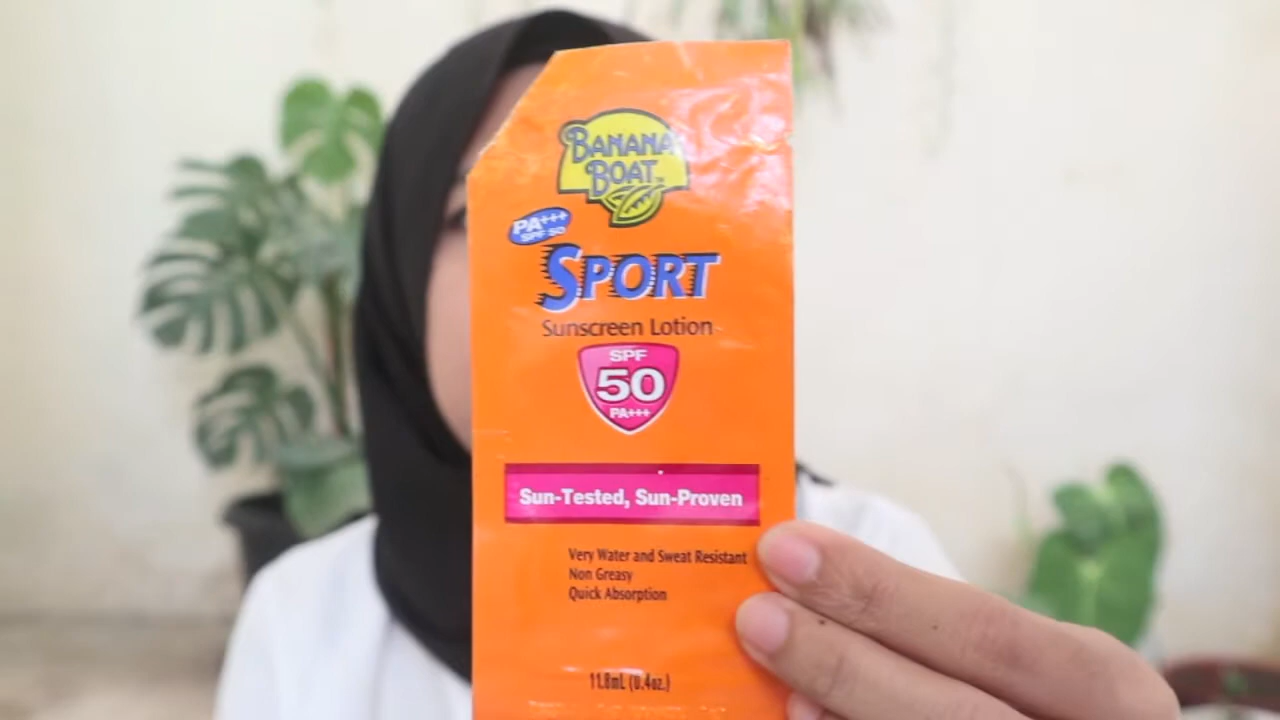 BANANA
BOAT™
PA+++
SPF 50
SPORT
Sunscreen Lotion
SPF
50
PA+++
Sun-Tested, Sun-Proven
Very Water and Sweat Resistant
Non Greasy
Quick Absorption
11.8mL (0.4oz.)